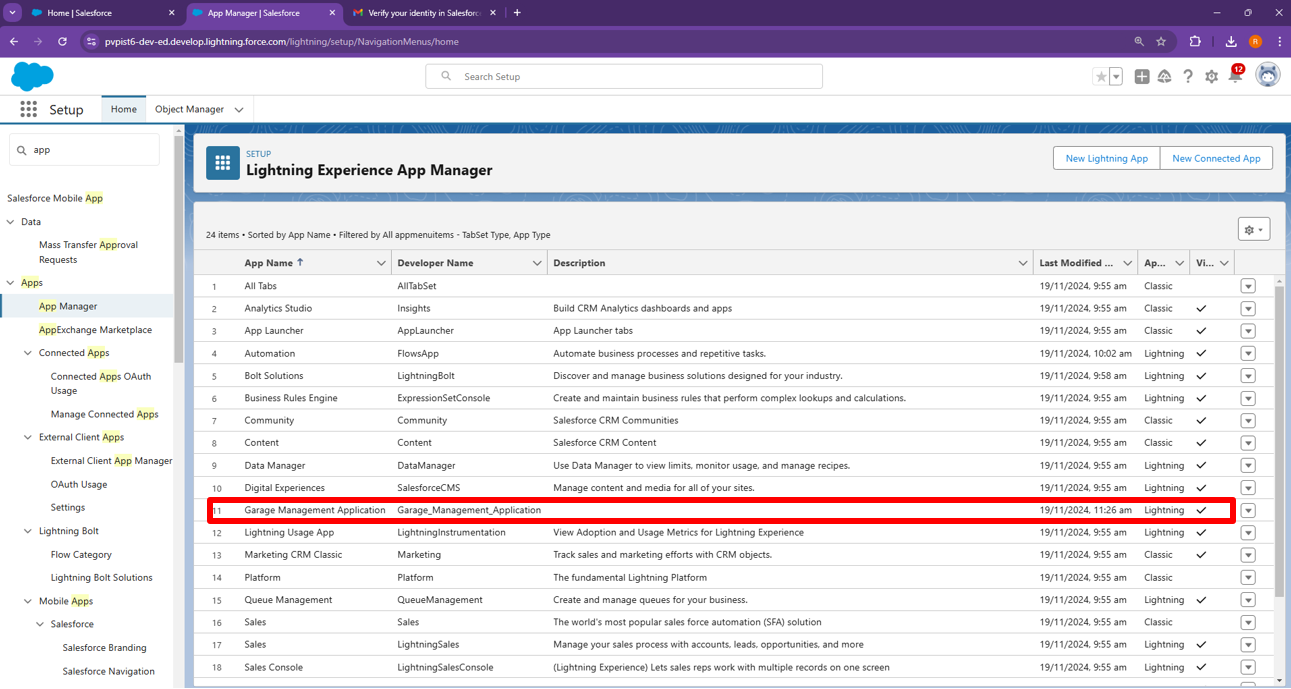 Home | Salesforce
App Manager | Salesforce
Verify your identity in Salesforc
pvpist6-dev-ed.develop.lightning.force.com/lightning/setup/NavigationMenus/home
R
Search Setup
12
Setup
Home
Object Manager
app
Salesforce Mobile App
Data
Mass Transfer Approval
Requests
Apps
App Manager
AppExchange Marketplace
Connected Apps
Connected Apps OAuth
Usage
Manage Connected Apps
External Client Apps
External Client App Manager
OAuth Usage
Settings
Lightning Bolt
Flow Category
Lightning Bolt Solutions
Mobile Apps
Salesforce
Salesforce Branding
Salesforce Navigation
SETUP
Lightning Experience App Manager
New Lightning App
New Connected App
24 items • Sorted by App Name • Filtered by All appmenuitems - TabSet Type, App Type
App Name ↑ Developer Name Description Last Modified ... Ap... Vi...
1 All Tabs AllTabSet 19/11/2024, 9:55 am Classic
2 Analytics Studio Insights Build CRM Analytics dashboards and apps 19/11/2024, 9:55 am Classic ✓
3 App Launcher AppLauncher App Launcher tabs 19/11/2024, 9:55 am Classic ✓
4 Automation FlowsApp Automate business processes and repetitive tasks. 19/11/2024, 10:02 am Lightning ✓
5 Bolt Solutions LightningBolt Discover and manage business solutions designed for your industry. 19/11/2024, 9:58 am Lightning ✓
6 Business Rules Engine ExpressionSetConsole Create and maintain business rules that perform complex lookups and calculations. 19/11/2024, 9:55 am Lightning ✓
7 Community Community Salesforce CRM Communities 19/11/2024, 9:55 am Classic ✓
8 Content Content Salesforce CRM Content 19/11/2024, 9:55 am Classic ✓
9 Data Manager DataManager Use Data Manager to view limits, monitor usage, and manage recipes. 19/11/2024, 9:55 am Lightning ✓
10 Digital Experiences SalesforceCMS Manage content and media for all of your sites. 19/11/2024, 9:55 am Lightning ✓
11 Garage Management Application Garage_Management_Application 19/11/2024, 11:26 am Lightning ✓
12 Lightning Usage App LightningInstrumentation View Adoption and Usage Metrics for Lightning Experience 19/11/2024, 9:55 am Lightning ✓
13 Marketing CRM Classic Marketing Track sales and marketing efforts with CRM objects. 19/11/2024, 9:55 am Classic ✓
14 Platform Platform The fundamental Lightning Platform 19/11/2024, 9:55 am Classic
15 Queue Management QueueManagement Create and manage queues for your business. 19/11/2024, 9:55 am Lightning ✓
16 Sales Sales The world's most popular sales force automation (SFA) solution 19/11/2024, 9:55 am Classic
17 Sales LightningSales Manage your sales process with accounts, leads, opportunities, and more 19/11/2024, 9:55 am Lightning ✓
18 Sales Console LightningSalesConsole (Lightning Experience) Lets sales reps work with multiple records on one screen 19/11/2024, 9:55 am Lightning ✓